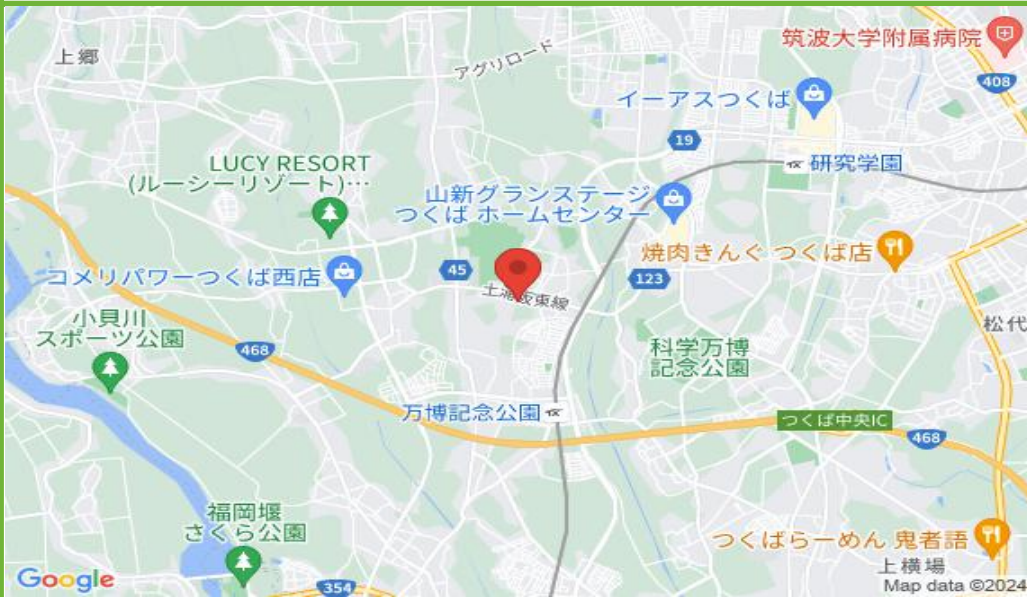 筑波大学附属病院
上郷
アグリロード
408
イーアスつくば
19
LUCY RESORT
(ルーシーリゾート)…
研究学園
山新グランステージ
つくば ホームセンター
焼肉きんぐ つくば店
45
コメリパワーつくば西店
123
土浦坂東線
小貝川
スポーツ公園
松代
468
科学万博
記念公園
万博記念公園
つくば中央IC
468
福岡堰
さくら公園
つくばらーめん 鬼者語
上横場
Google
354
Map data ©2024